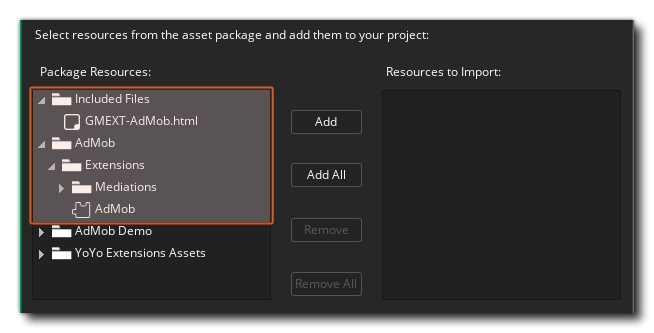 Select resources from the asset package and add them to your project:
Package Resources:
Resources to Import:
Included Files
GMEXT-AdMob.html
AdMob
Extensions
Mediations
AdMob
AdMob Demo
YoYo Extensions Assets
Add
Add All
Remove
Remove All